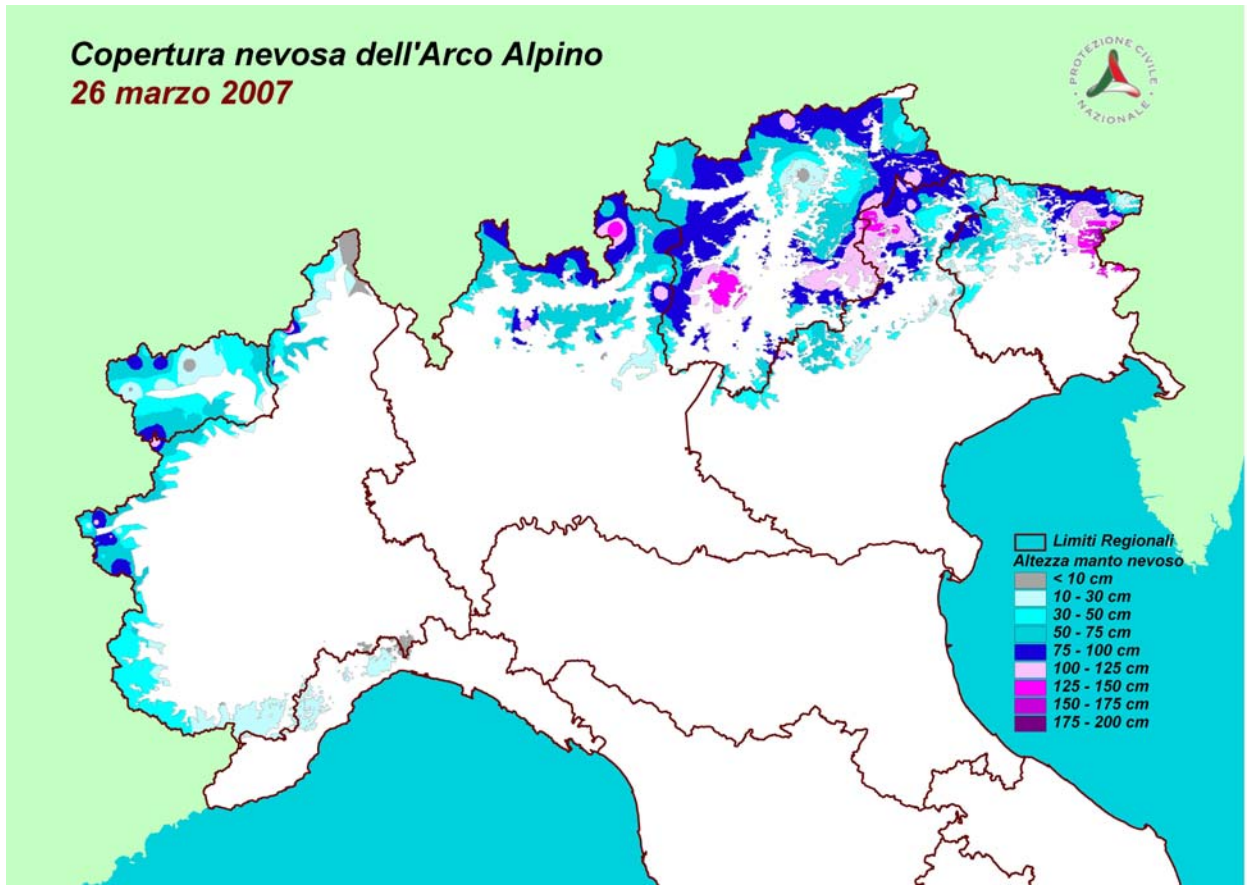 Copertura nevosa dell'Arco Alpino
26 marzo 2007
PROTEZIONE CIVILE
NAZIONALE
Limiti Regionali
Altezza manto nevoso
< 10 cm
10 - 30 cm
30 - 50 cm
50 - 75 cm
75 - 100 cm
100 - 125 cm
125 - 150 cm
150 - 175 cm
175 - 200 cm